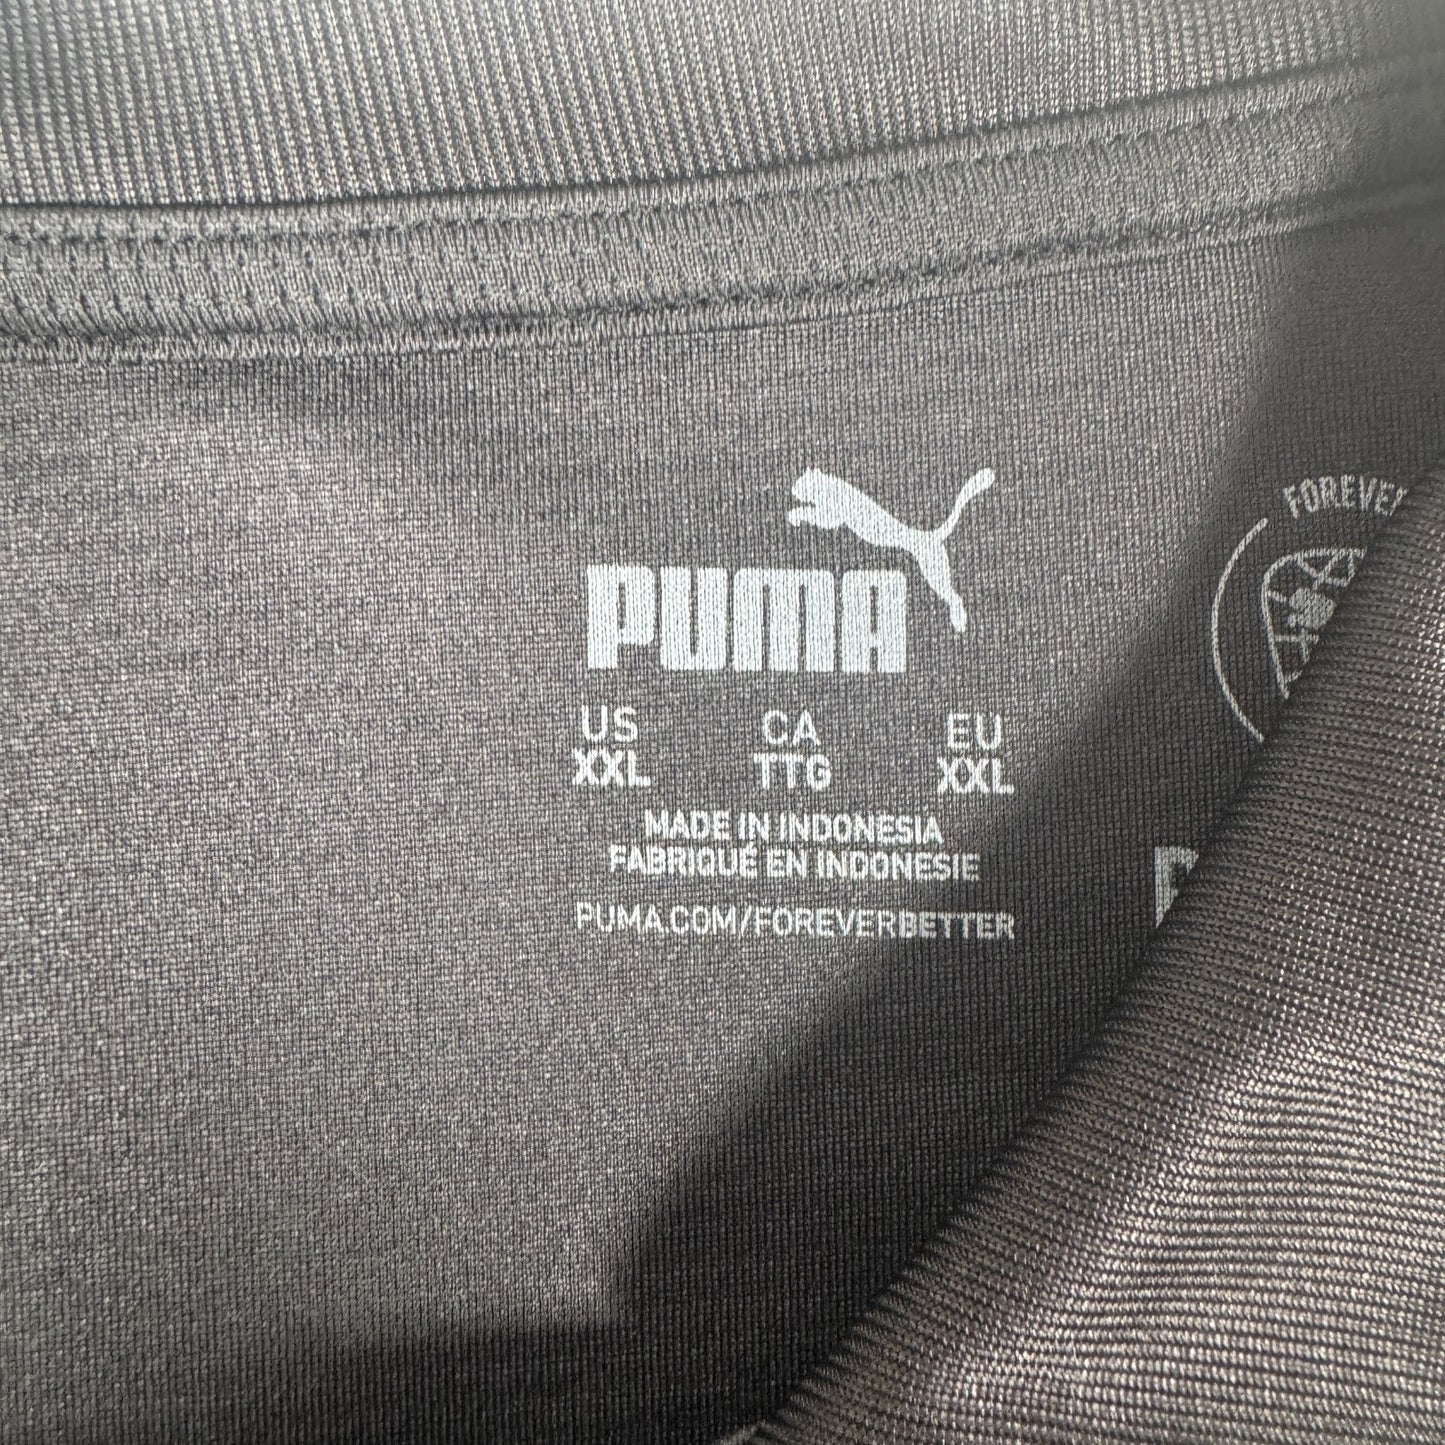 PUMA
US CA EU
XXL TTG XXL
MADE IN INDONESIA
FABRIQUÉ EN INDONESIE
PUMA.COM/FOREVERBETTER